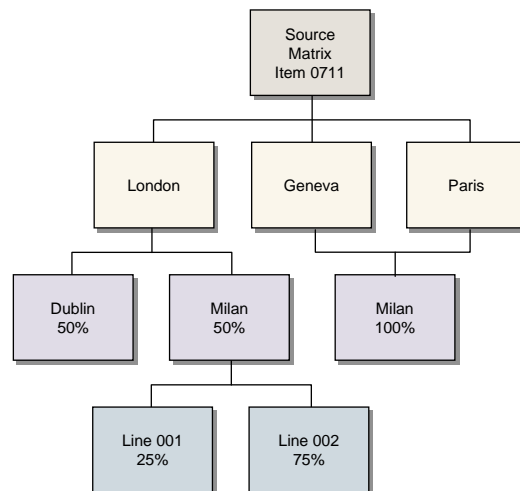 Source
Matrix
Item 0711
London
Geneva
Paris
Dublin
50%
Milan
50%
Milan
100%
Line 001
25%
Line 002
75%